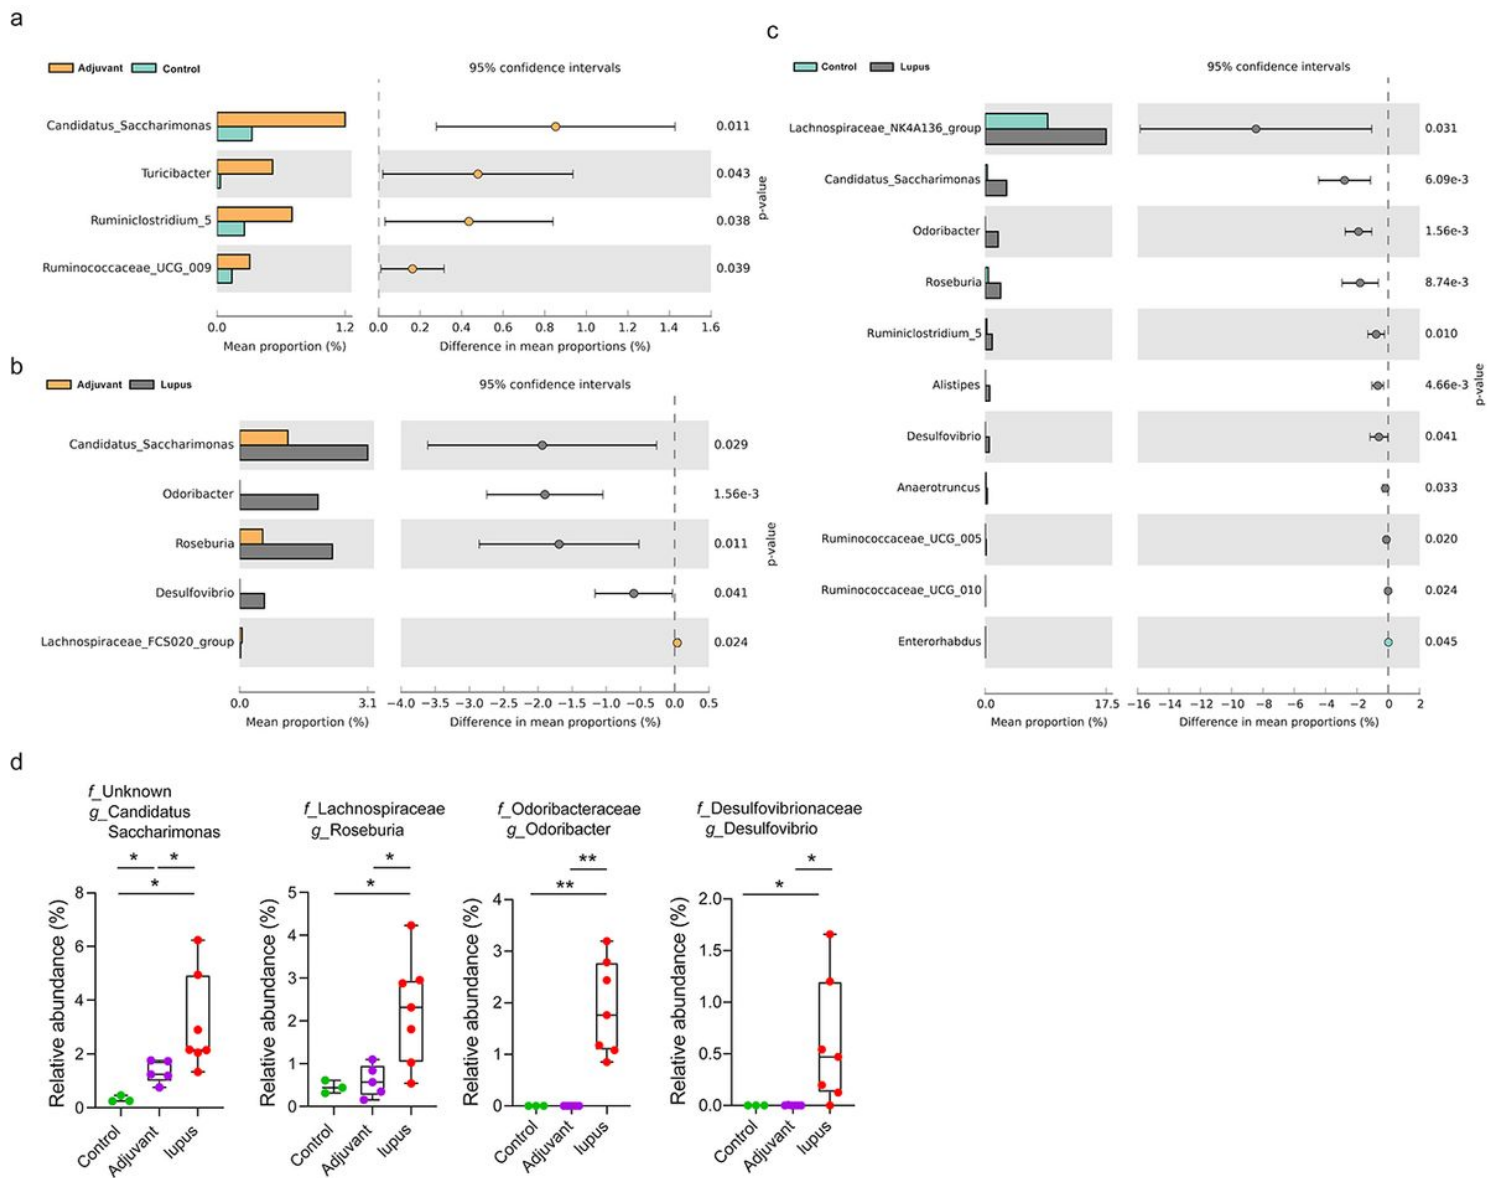 a
Adjuvant Control
95% confidence intervals
Candidatus_Saccharimonas 0.011
Turicibacter 0.043
Ruminiclostridium_5 0.038
Ruminococcaceae_UCG_009 0.039
p-value
0.0 1.2 0.0 0.2 0.4 0.6 0.8 1.0 1.2 1.4 1.6
Mean proportion (%) Difference in mean proportions (%)
b
Adjuvant Lupus
95% confidence intervals
Candidatus_Saccharimonas 0.029
Odoribacter 1.56e-3
Roseburia 0.011
Desulfovibrio 0.041
Lachnospiraceae_FCS020_group 0.024
p-value
0.0 3.1 −4.0 −3.5 −3.0 −2.5 −2.0 −1.5 −1.0 −0.5 0.0 0.5
Mean proportion (%) Difference in mean proportions (%)
c
Control Lupus
95% confidence intervals
Lachnospiraceae_NK4A136_group 0.031
Candidatus_Saccharimonas 6.09e-3
Odoribacter 1.56e-3
Roseburia 8.74e-3
Ruminiclostridium_5 0.010
Alistipes 4.66e-3
Desulfovibrio 0.041
Anaerotruncus 0.033
Ruminococcaceae_UCG_005 0.020
Ruminococcaceae_UCG_010 0.024
Enterorhabdus 0.045
p-value
0.0 17.5 −16 −14 −12 −10 −8 −6 −4 −2 0 2
Mean proportion (%) Difference in mean proportions (%)
d
f_Unknown
g_Candidatus
Saccharimonas
* *
*
Relative abundance (%)
8
6
4
2
0
Control Adjuvant lupus
f_Lachnospiraceae
g_Roseburia
*
*
Relative abundance (%)
5
4
3
2
1
0
Control Adjuvant lupus
f_Odoribacteraceae
g_Odoribacter
**
**
Relative abundance (%)
4
3
2
1
0
Control Adjuvant lupus
f_Desulfovibrionaceae
g_Desulfovibrio
*
*
Relative abundance (%)
2.0
1.5
1.0
0.5
0.0
Control Adjuvant lupus